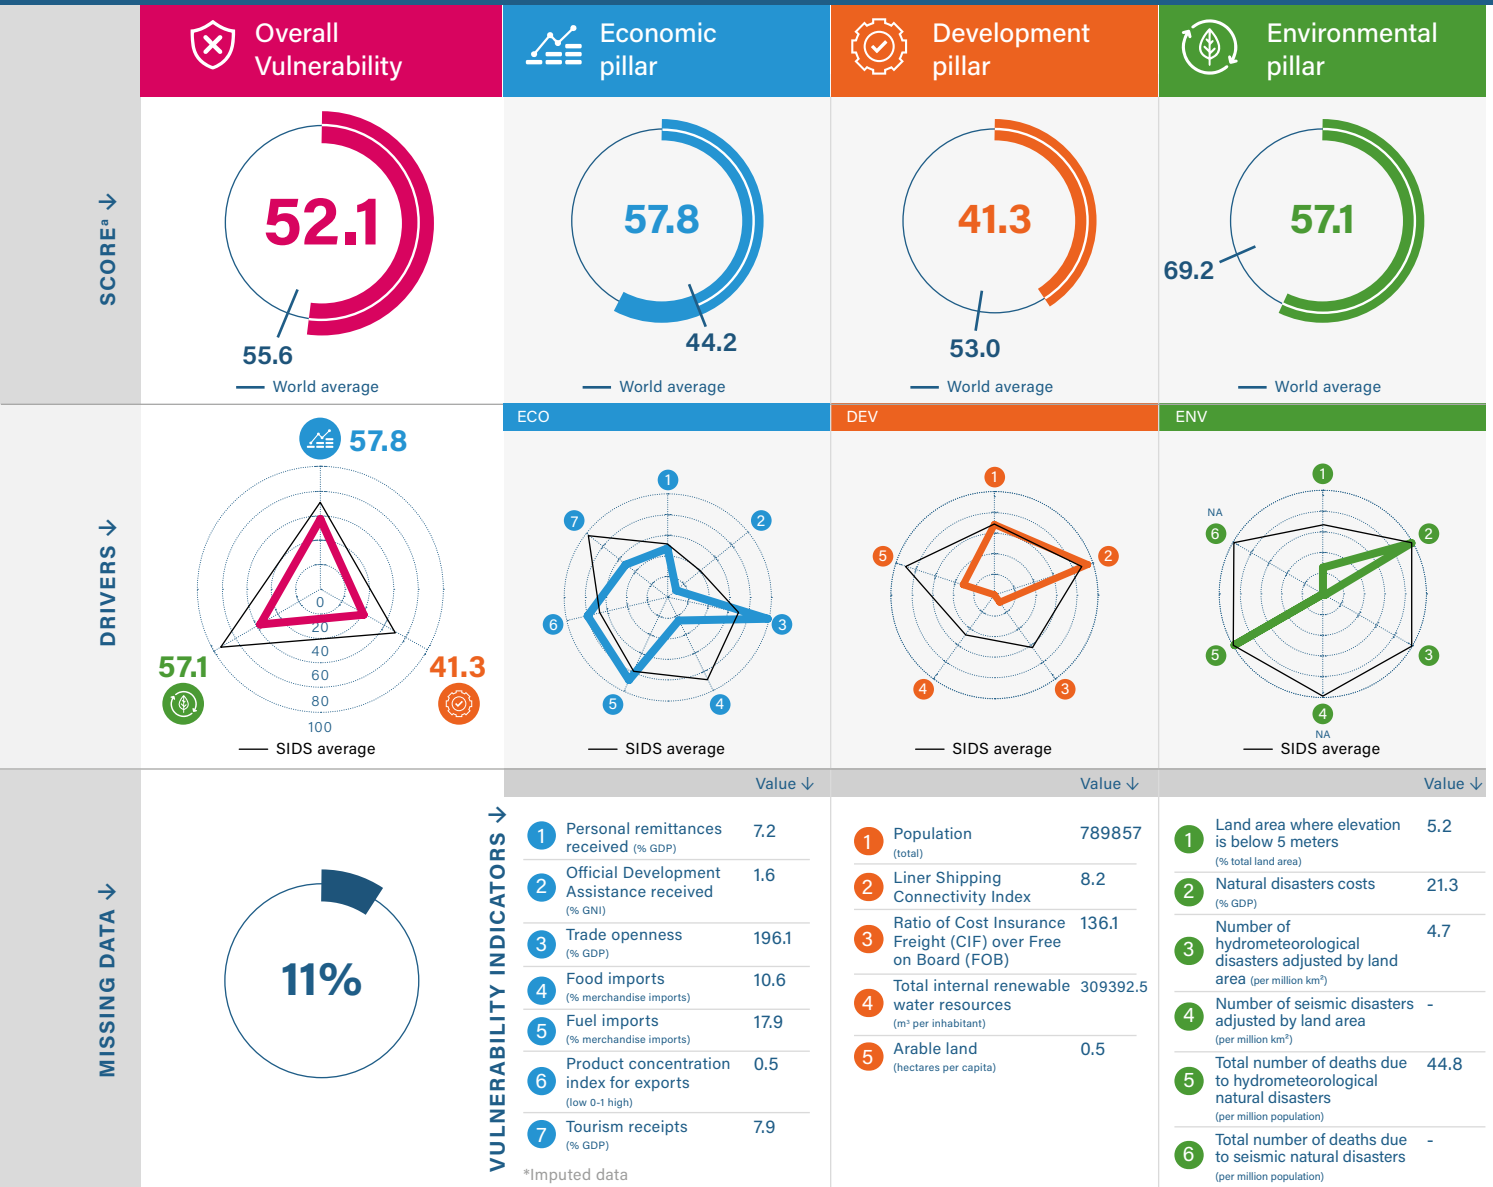 Overall
Vulnerability
Economic
pillar
Development
pillar
Environmental
pillar
SCOREª →
52.1
55.6
World average
57.8
44.2
World average
41.3
53.0
World average
57.1
69.2
World average
DRIVERS →
57.8
57.1
41.3
0
20
40
60
80
100
SIDS average
ECO
1
2
3
4
5
6
7
SIDS average
DEV
1
2
3
4
5
SIDS average
ENV
1
2
3
4
NA
5
6
NA
SIDS average
MISSING DATA →
11%
VULNERABILITY INDICATORS →
Value ↓
1 Personal remittances 7.2
received (% GDP)
2 Official Development 1.6
Assistance received
(% GNI)
3 Trade openness 196.1
(% GDP)
4 Food imports 10.6
(% merchandise imports)
5 Fuel imports 17.9
(% merchandise imports)
6 Product concentration 0.5
index for exports
(low 0-1 high)
7 Tourism receipts 7.9
(% GDP)
*Imputed data
Value ↓
1 Population 789857
(total)
2 Liner Shipping 8.2
Connectivity Index
3 Ratio of Cost Insurance 136.1
Freight (CIF) over Free
on Board (FOB)
4 Total internal renewable 309392.5
water resources
(m³ per inhabitant)
5 Arable land 0.5
(hectares per capita)
Value ↓
1 Land area where elevation 5.2
is below 5 meters
(% total land area)
2 Natural disasters costs 21.3
(% GDP)
3 Number of 4.7
hydrometeorological
disasters adjusted by land
area (per million km²)
4 Number of seismic disasters -
adjusted by land area
(per million km²)
5 Total number of deaths due 44.8
to hydrometeorological
natural disasters
(per million population)
6 Total number of deaths due -
to seismic natural disasters
(per million population)